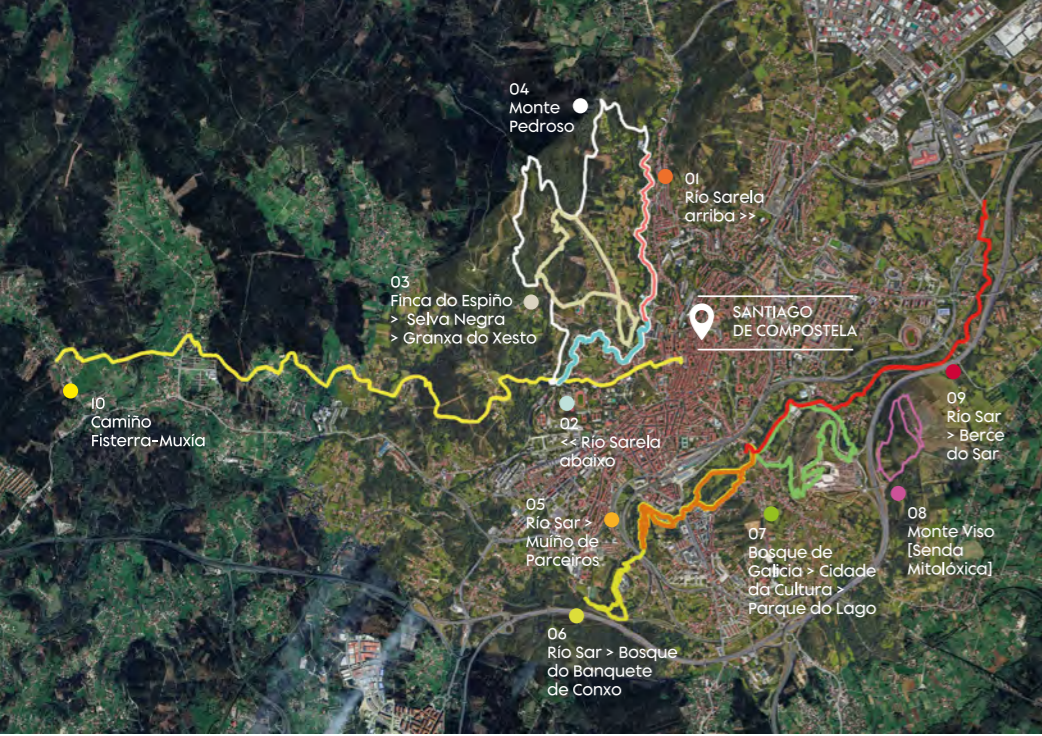 04
Monte
Pedroso
01
Río Sarela
arriba >>
03
Finca do Espiño
> Selva Negra
> Granxa do Xesto
SANTIAGO
DE COMPOSTELA
10
Camiño
Fisterra-Muxía
02
<< Río Sarela
abaixo
09
Río Sar
> Berce
do Sar
05
Río Sar >
Muíño de
Parceiros
08
Monte Viso
[Senda
Mitolóxica]
07
Bosque de
Galicia > Cidade
da Cultura >
Parque do Lago
06
Río Sar > Bosque
do Banquete
de Conxo